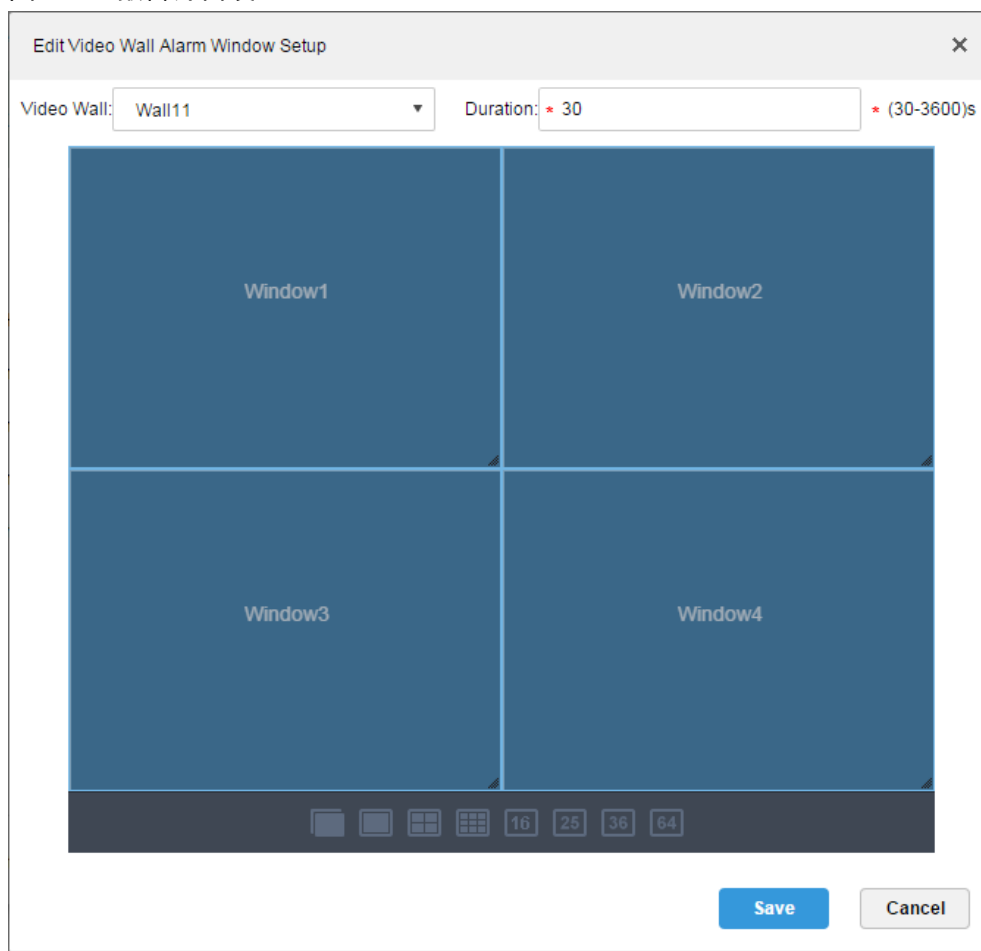 Edit Video Wall Alarm Window Setup
Video Wall: Wall11 Duration: * 30 * (30-3600)s
Window1 Window2
Window3 Window4
16 25 36 64
Save Cancel